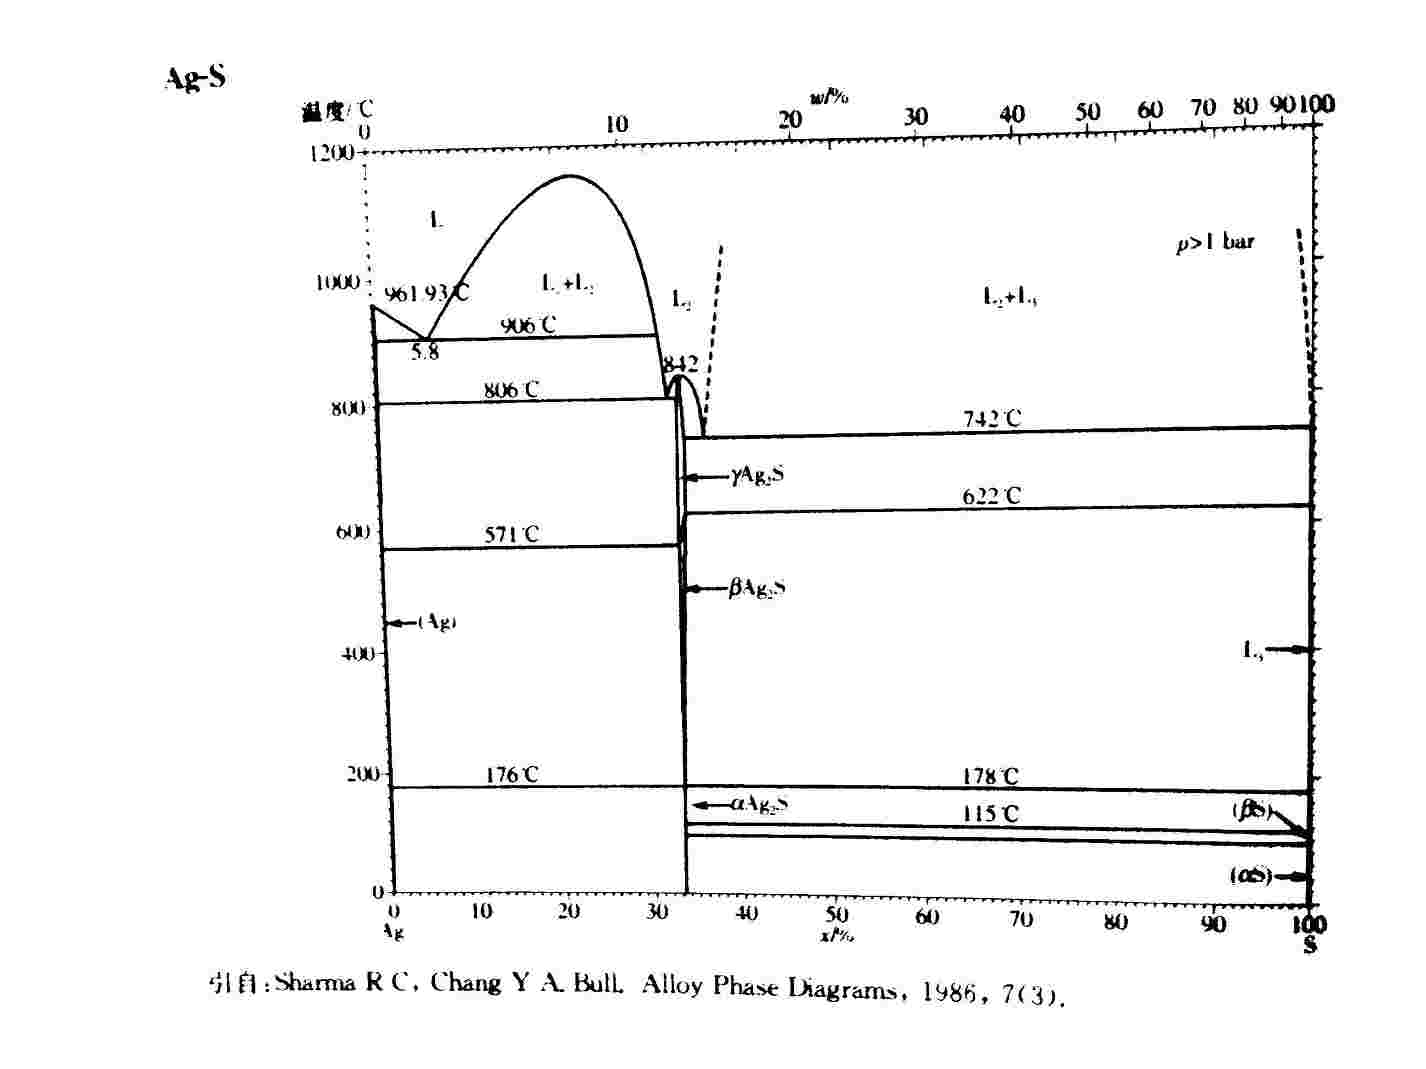 Ag-S
温度/℃
w/%
0 10 20 30 40 50 60 70 80 90 100
1200
L
p>1 bar
1000
961.93℃
L₁+L₂
L₂
L₂+L₃
906℃
5.8
842
806℃
800
742℃
γAg₂S
622℃
600
571℃
βAg₂S
(Ag)
400
L₃
200
176℃
178℃
αAg₂S
115℃
(βS)
(αS)
0
0 10 20 30 40 50 60 70 80 90 100
Ag
x/%
S
引自:Sharma R C, Chang Y A. Bull. Alloy Phase Diagrams, 1986, 7(3).